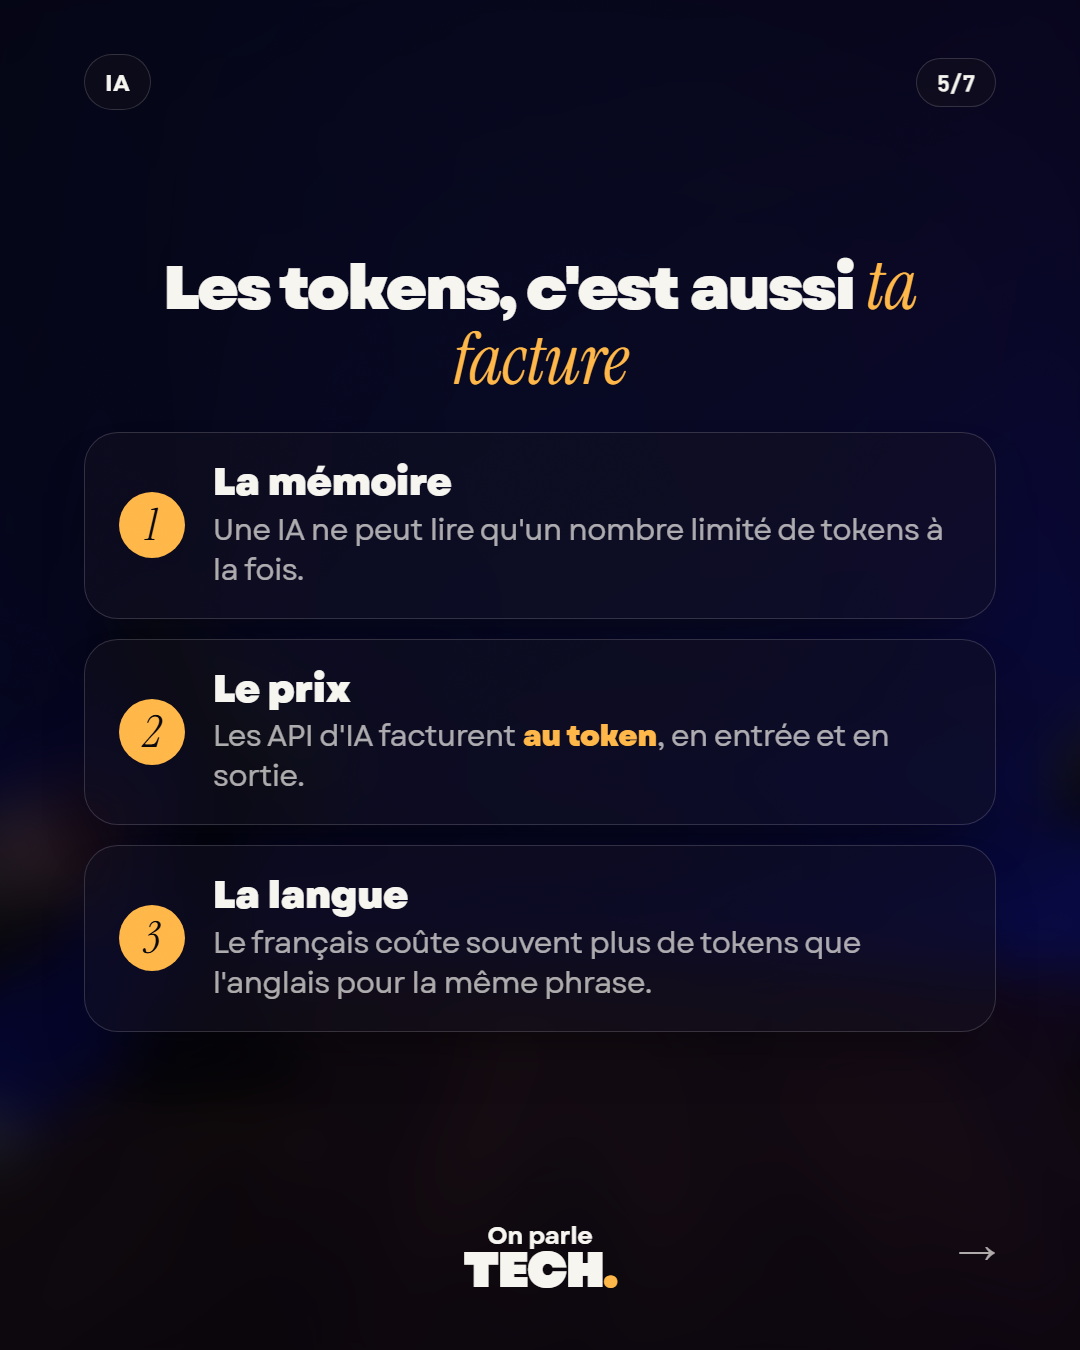 IA
5/7
Les tokens, c'est aussi ta
facture
1
La mémoire
Une IA ne peut lire qu'un nombre limité de tokens à
la fois.
2
Le prix
Les API d'IA facturent au token, en entrée et en
sortie.
3
La langue
Le français coûte souvent plus de tokens que
l'anglais pour la même phrase.
On parle
TECH.
→